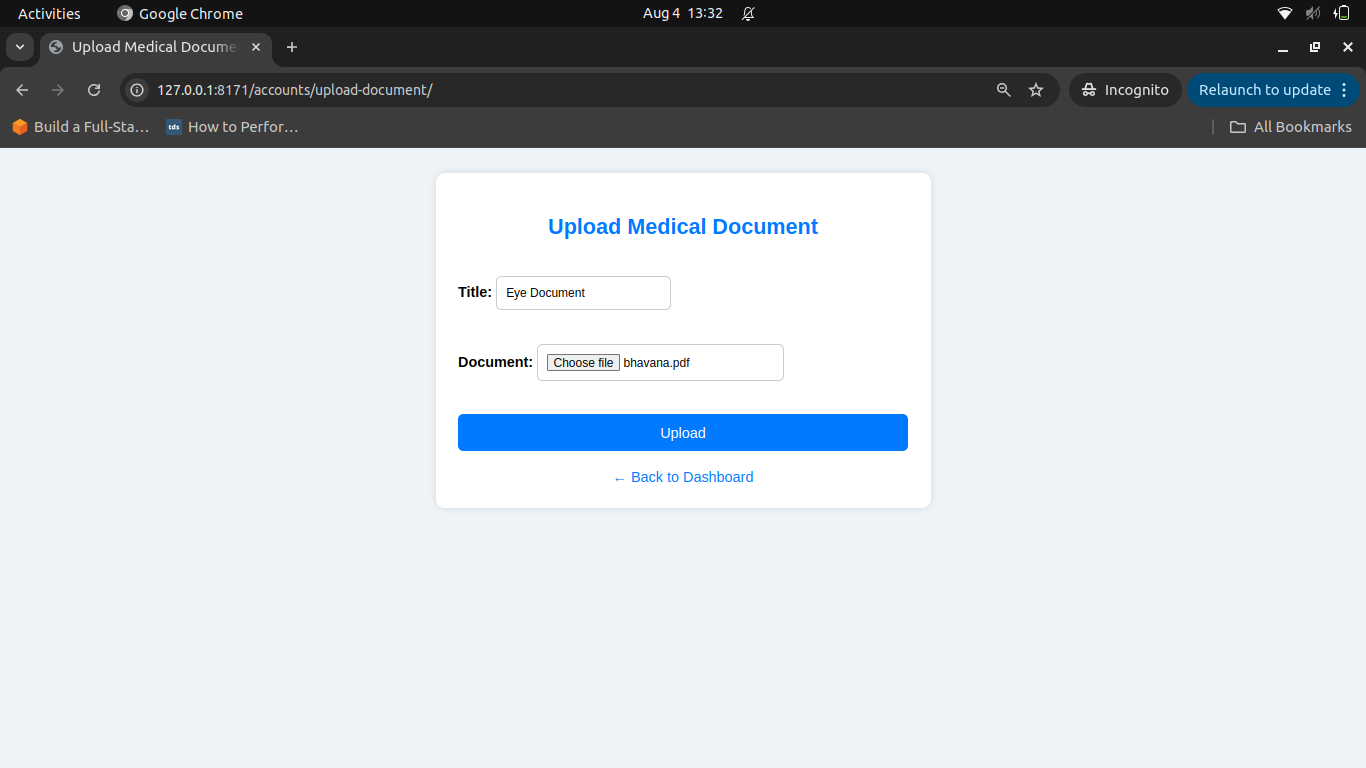 Activities Google Chrome Aug 4 13:32
Upload Medical Docume
127.0.0.1:8171/accounts/upload-document/ Incognito Relaunch to update
Build a Full-Sta… tds How to Perfor… All Bookmarks
Upload Medical Document
Title: Eye Document
Document: Choose file bhavana.pdf
Upload
← Back to Dashboard